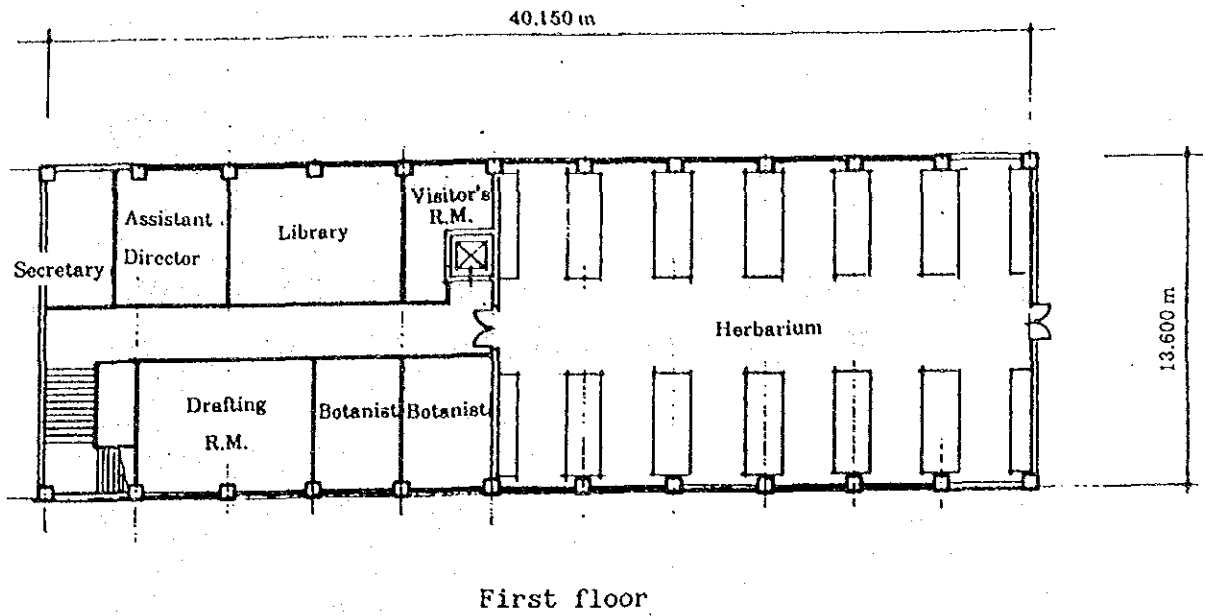 40.150 m
Secretary
Assistant
Director
Library
Visitor's
R.M.
Herbarium
13.600 m
Drafting
R.M.
Botanist
Botanist
First floor